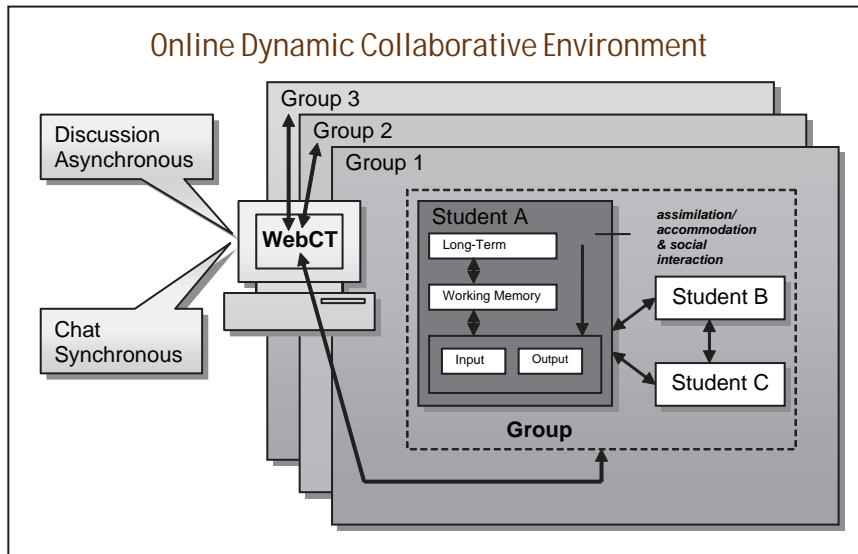 Online Dynamic Collaborative Environment
Group 3
Group 2
Group 1
Discussion
Asynchronous
WebCT
Chat
Synchronous
Student A
Long-Term
Working Memory
Input
Output
assimilation/
accommodation
& social
interaction
Student B
Student C
Group